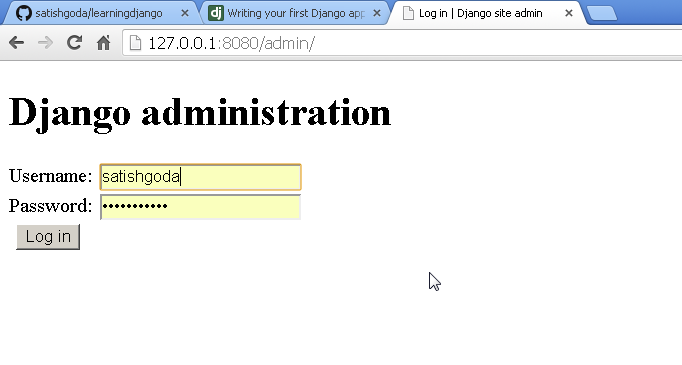 satishgoda/learningdjango
Writing your first Django app
Log in | Django site admin
127.0.0.1:8080/admin/
Django administration
Username: satishgoda
Password: •••••••••••
Log in